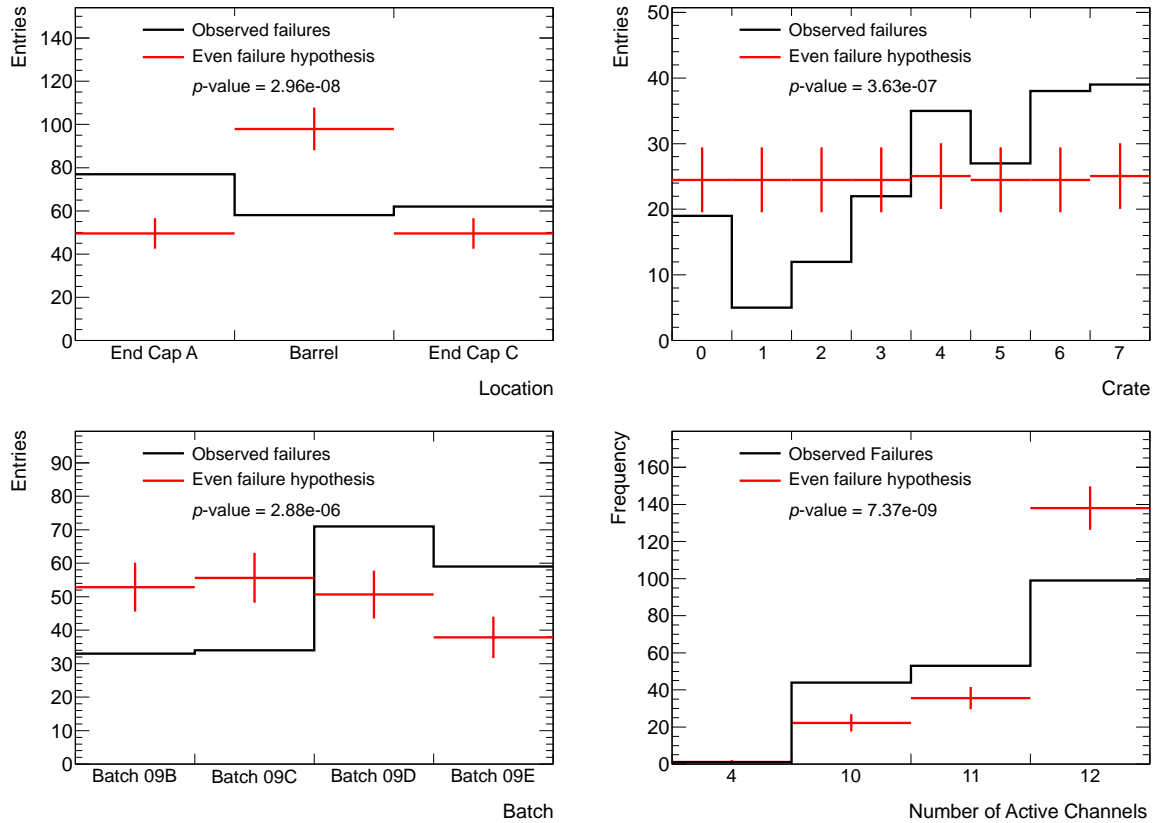 Entries
140
120
100
80
60
40
20
0
Observed failures
Even failure hypothesis
p-value = 2.96e-08
End Cap A Barrel End Cap C
Location
Entries
50
40
30
20
10
0
Observed failures
Even failure hypothesis
p-value = 3.63e-07
0 1 2 3 4 5 6 7
Crate
Entries
90
80
70
60
50
40
30
20
10
0
Observed failures
Even failure hypothesis
p-value = 2.88e-06
Batch 09B Batch 09C Batch 09D Batch 09E
Batch
Frequency
160
140
120
100
80
60
40
20
0
Observed Failures
Even failure hypothesis
p-value = 7.37e-09
4 10 11 12
Number of Active Channels